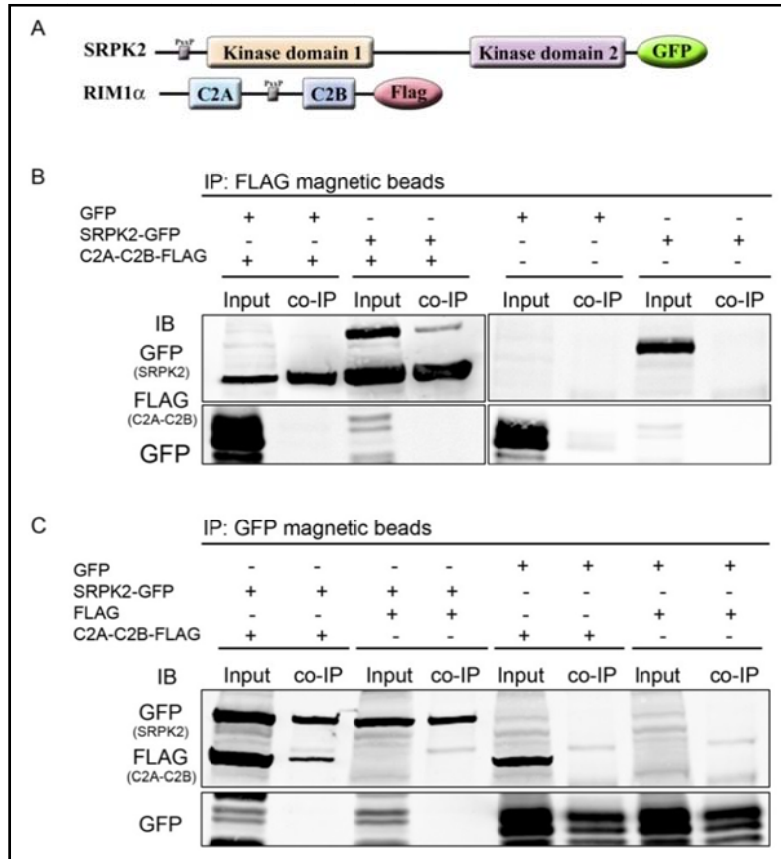 A
SRPK2 PxxP Kinase domain 1 Kinase domain 2 GFP
RIM1α C2A PxxP C2B Flag
B
IP: FLAG magnetic beads
GFP + + - - + + - -
SRPK2-GFP - - + + - - + +
C2A-C2B-FLAG + + + + - - - -
Input co-IP Input co-IP Input co-IP Input co-IP
IB
GFP
(SRPK2)
FLAG
(C2A-C2B)
GFP
C
IP: GFP magnetic beads
GFP - - - - + + + +
SRPK2-GFP + + + + - - - -
FLAG - - + + - - + +
C2A-C2B-FLAG + + - - + + - -
IB Input co-IP Input co-IP Input co-IP Input co-IP
GFP
(SRPK2)
FLAG
(C2A-C2B)
GFP